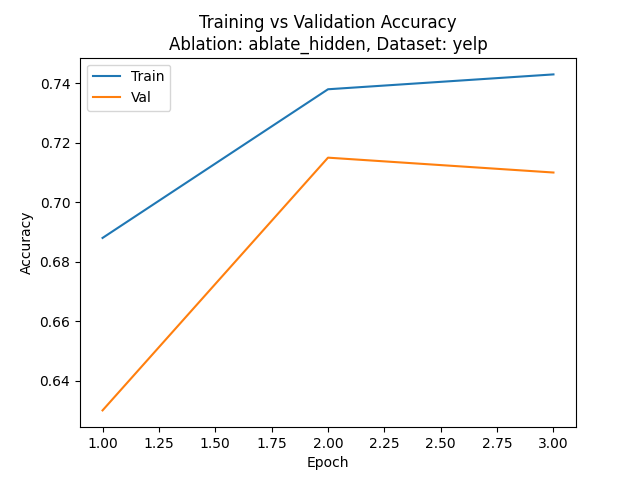 Training vs Validation Accuracy
Ablation: ablate_hidden, Dataset: yelp
Train
Val
0.74
0.72
0.70
0.68
0.66
0.64
Accuracy
1.00 1.25 1.50 1.75 2.00 2.25 2.50 2.75 3.00
Epoch